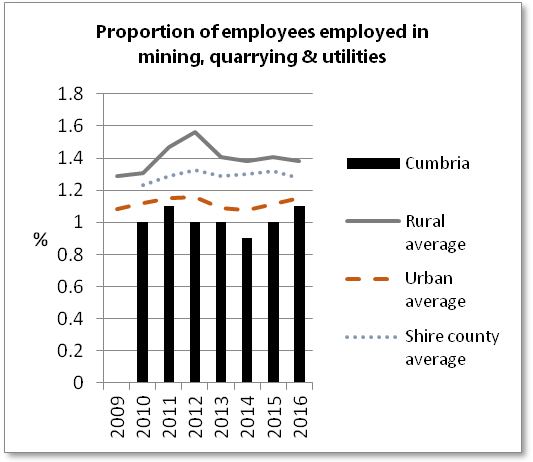 Proportion of employees employed in
mining, quarrying & utilities
1.8
1.6
1.4
1.2
1
0.8
0.6
0.4
0.2
0
%
2009
2010
2011
2012
2013
2014
2015
2016
Cumbria
Rural
average
Urban
average
Shire county
average